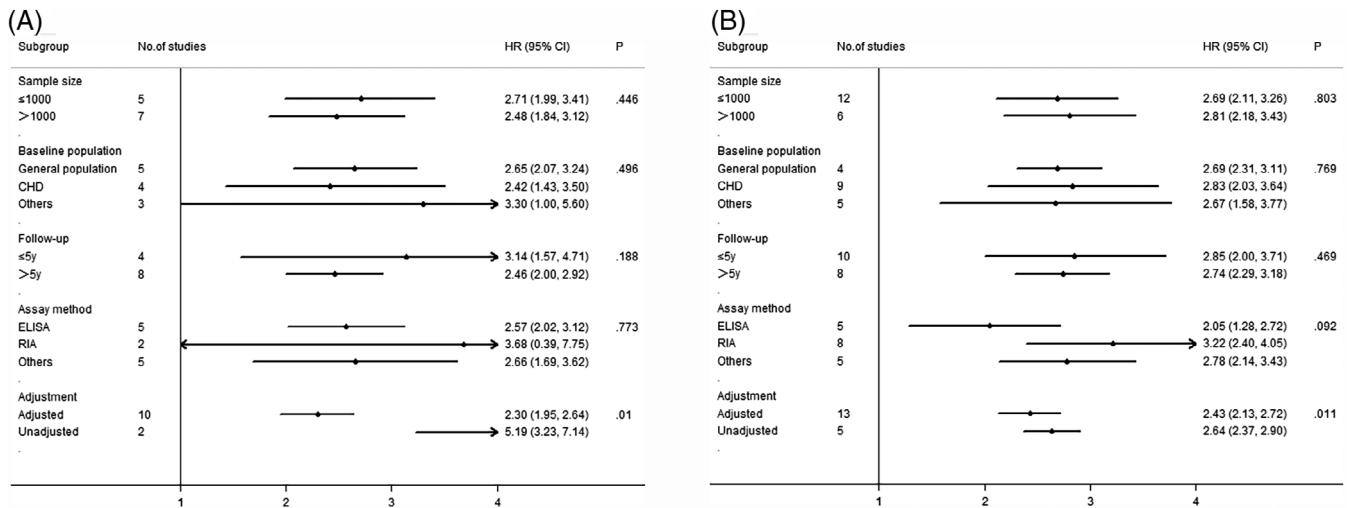 (A)
Subgroup No.of studies HR (95% CI) P
Sample size
≤1000 5 2.71 (1.99, 3.41) .446
>1000 7 2.48 (1.84, 3.12)
.
Baseline population
General population 5 2.65 (2.07, 3.24) .496
CHD 4 2.42 (1.43, 3.50)
Others 3 3.30 (1.00, 5.60)
.
Follow-up
≤5y 4 3.14 (1.57, 4.71) .188
>5y 8 2.46 (2.00, 2.92)
.
Assay method
ELISA 5 2.57 (2.02, 3.12) .773
RIA 2 3.68 (0.39, 7.75)
Others 5 2.66 (1.69, 3.62)
.
Adjustment
Adjusted 10 2.30 (1.95, 2.64) .01
Unadjusted 2 5.19 (3.23, 7.14)
.
1 2 3 4
(B)
Subgroup No.of studies HR (95% CI) P
Sample size
≤1000 12 2.69 (2.11, 3.26) .803
>1000 6 2.81 (2.18, 3.43)
.
Baseline population
General population 4 2.69 (2.31, 3.11) .769
CHD 9 2.83 (2.03, 3.64)
Others 5 2.67 (1.58, 3.77)
.
Follow-up
≤5y 10 2.85 (2.00, 3.71) .469
>5y 8 2.74 (2.29, 3.18)
.
Assay method
ELISA 5 2.05 (1.28, 2.72) .092
RIA 8 3.22 (2.40, 4.05)
Others 5 2.78 (2.14, 3.43)
.
Adjustment
Adjusted 13 2.43 (2.13, 2.72) .011
Unadjusted 5 2.64 (2.37, 2.90)
.
1 2 3 4